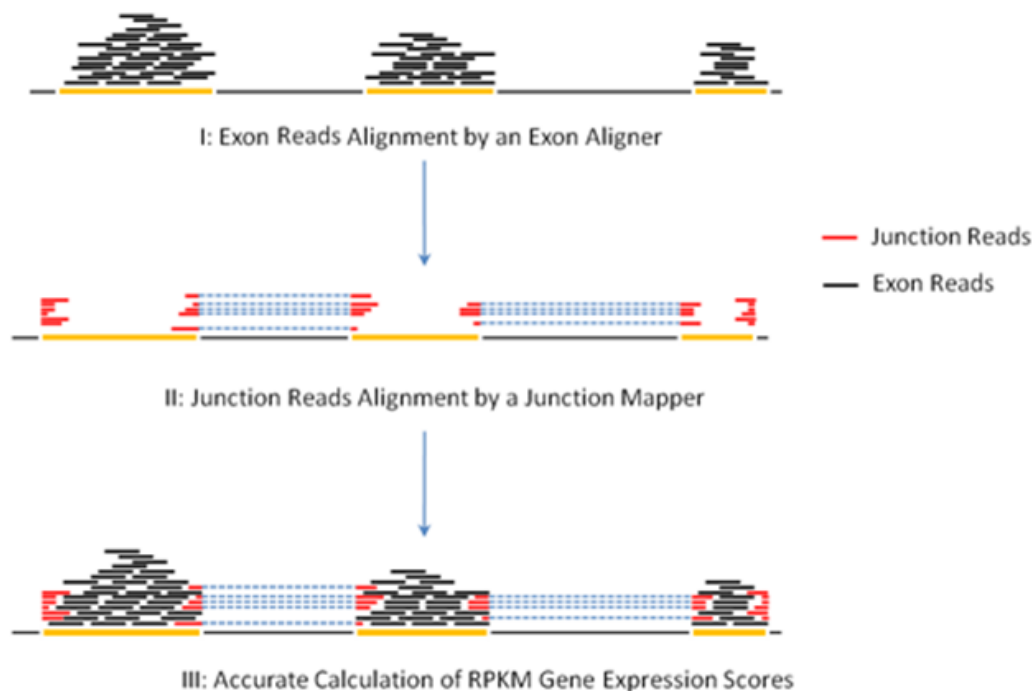 I: Exon Reads Alignment by an Exon Aligner
Junction Reads
Exon Reads
II: Junction Reads Alignment by a Junction Mapper
III: Accurate Calculation of RPKM Gene Expression Scores